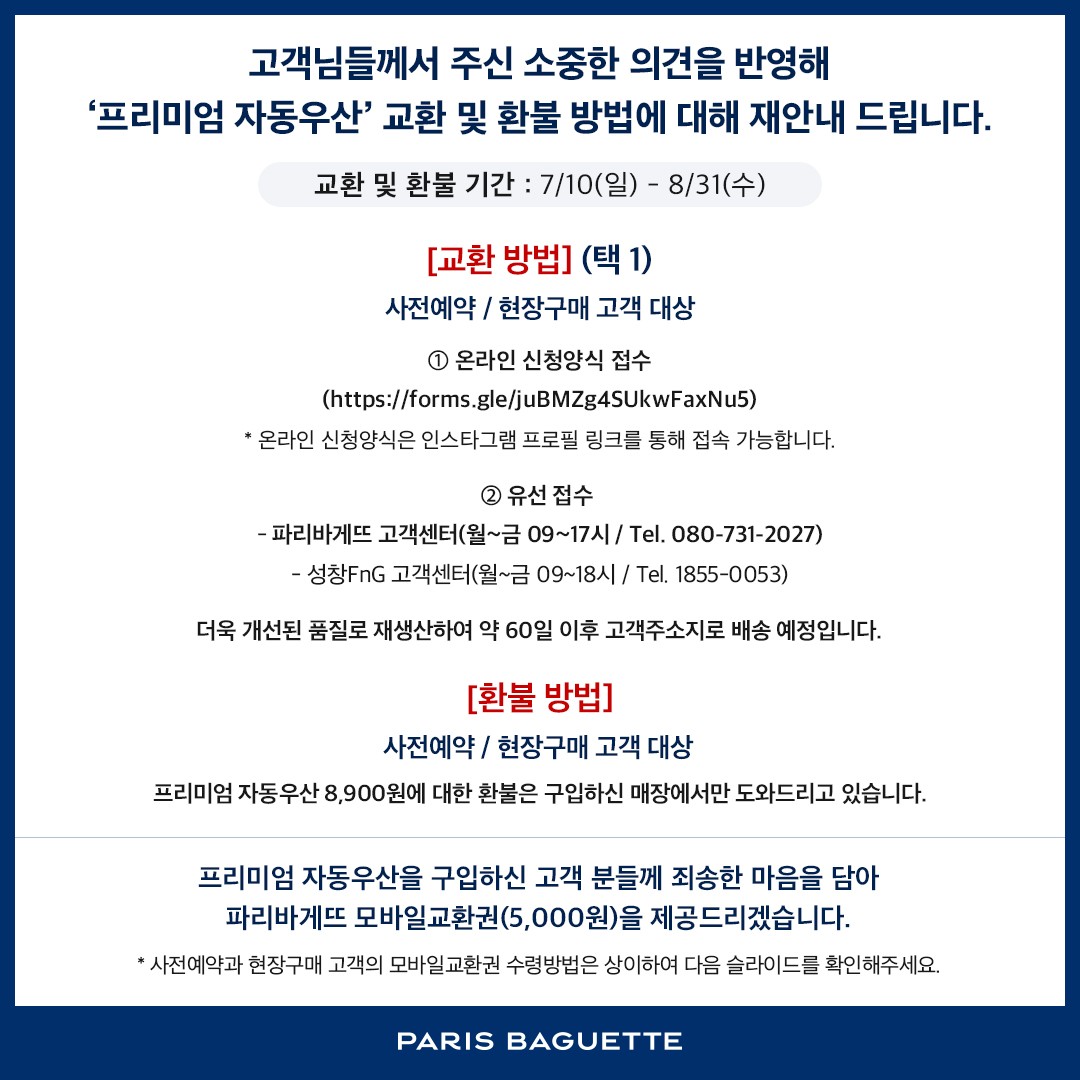 고객님들께서 주신 소중한 의견을 반영해
‘프리미엄 자동우산’ 교환 및 환불 방법에 대해 재안내 드립니다.
교환 및 환불 기간 : 7/10(일) - 8/31(수)
[교환 방법] (택 1)
사전예약 / 현장구매 고객 대상
① 온라인 신청양식 접수
(https://forms.gle/juBMZg4SUkwFaxNu5)
* 온라인 신청양식은 인스타그램 프로필 링크를 통해 접속 가능합니다.
② 유선 접수
- 파리바게뜨 고객센터(월~금 09~17시 / Tel. 080-731-2027)
- 성창FnG 고객센터(월~금 09~18시 / Tel. 1855-0053)
더욱 개선된 품질로 재생산하여 약 60일 이후 고객주소지로 배송 예정입니다.
[환불 방법]
사전예약 / 현장구매 고객 대상
프리미엄 자동우산 8,900원에 대한 환불은 구입하신 매장에서만 도와드리고 있습니다.
프리미엄 자동우산을 구입하신 고객 분들께 죄송한 마음을 담아
파리바게뜨 모바일교환권(5,000원)을 제공드리겠습니다.
* 사전예약과 현장구매 고객의 모바일교환권 수령방법은 상이하여 다음 슬라이드를 확인해주세요.
PARIS BAGUETTE